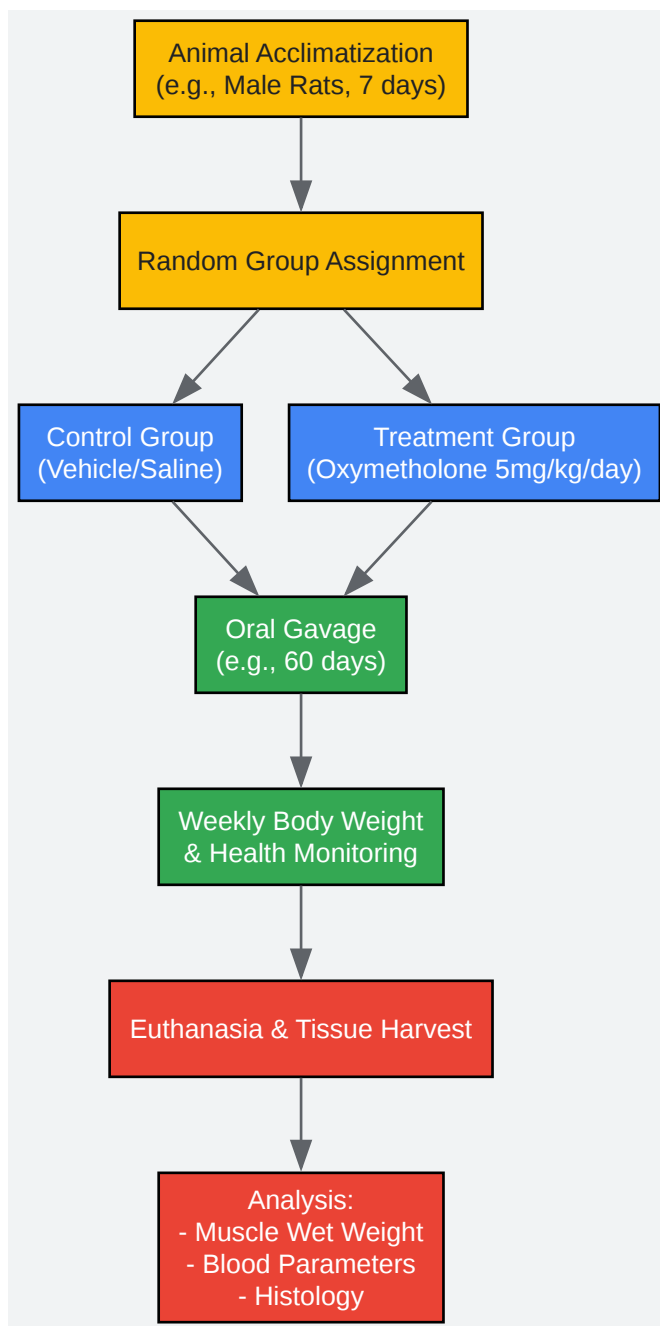 Animal Acclimatization
(e.g., Male Rats, 7 days)
Random Group Assignment
Control Group
(Vehicle/Saline)
Treatment Group
(Oxymetholone 5mg/kg/day)
Oral Gavage
(e.g., 60 days)
Weekly Body Weight
& Health Monitoring
Euthanasia & Tissue Harvest
Analysis:
- Muscle Wet Weight
- Blood Parameters
- Histology